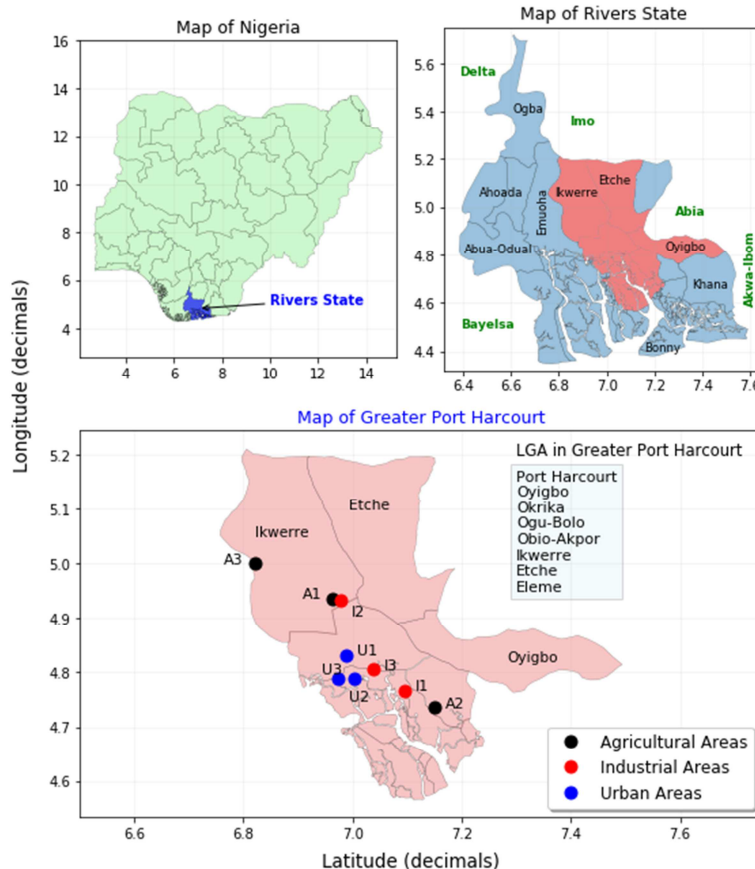 Map of Nigeria
16
14
12
10
8
6
4
4
6
8
10
12
14
Rivers State
Map of Rivers State
5.6
5.4
5.2
5.0
4.8
4.6
4.4
6.4
6.6
6.8
7.0
7.2
7.4
7.6
Delta
Ogba
Imo
Etche
Ahoada
Ikwerre
Emuoha
Abia
Abua-Odual
Oyigbo
Akwa-Ibom
Khana
Bayelsa
Bonny
Longitude (decimals)
Map of Greater Port Harcourt
5.2
5.1
5.0
4.9
4.8
4.7
4.6
6.6
6.8
7.0
7.2
7.4
7.6
LGA in Greater Port Harcourt
Port Harcourt
Oyigbo
Okrika
Ogu-Bolo
Obio-Akpor
Ikwerre
Etche
Eleme
Etche
Ikwerre
A3
A1
I2
U1
U3
I3
Oyigbo
I1
U2
A2
Agricultural Areas
Industrial Areas
Urban Areas
Latitude (decimals)